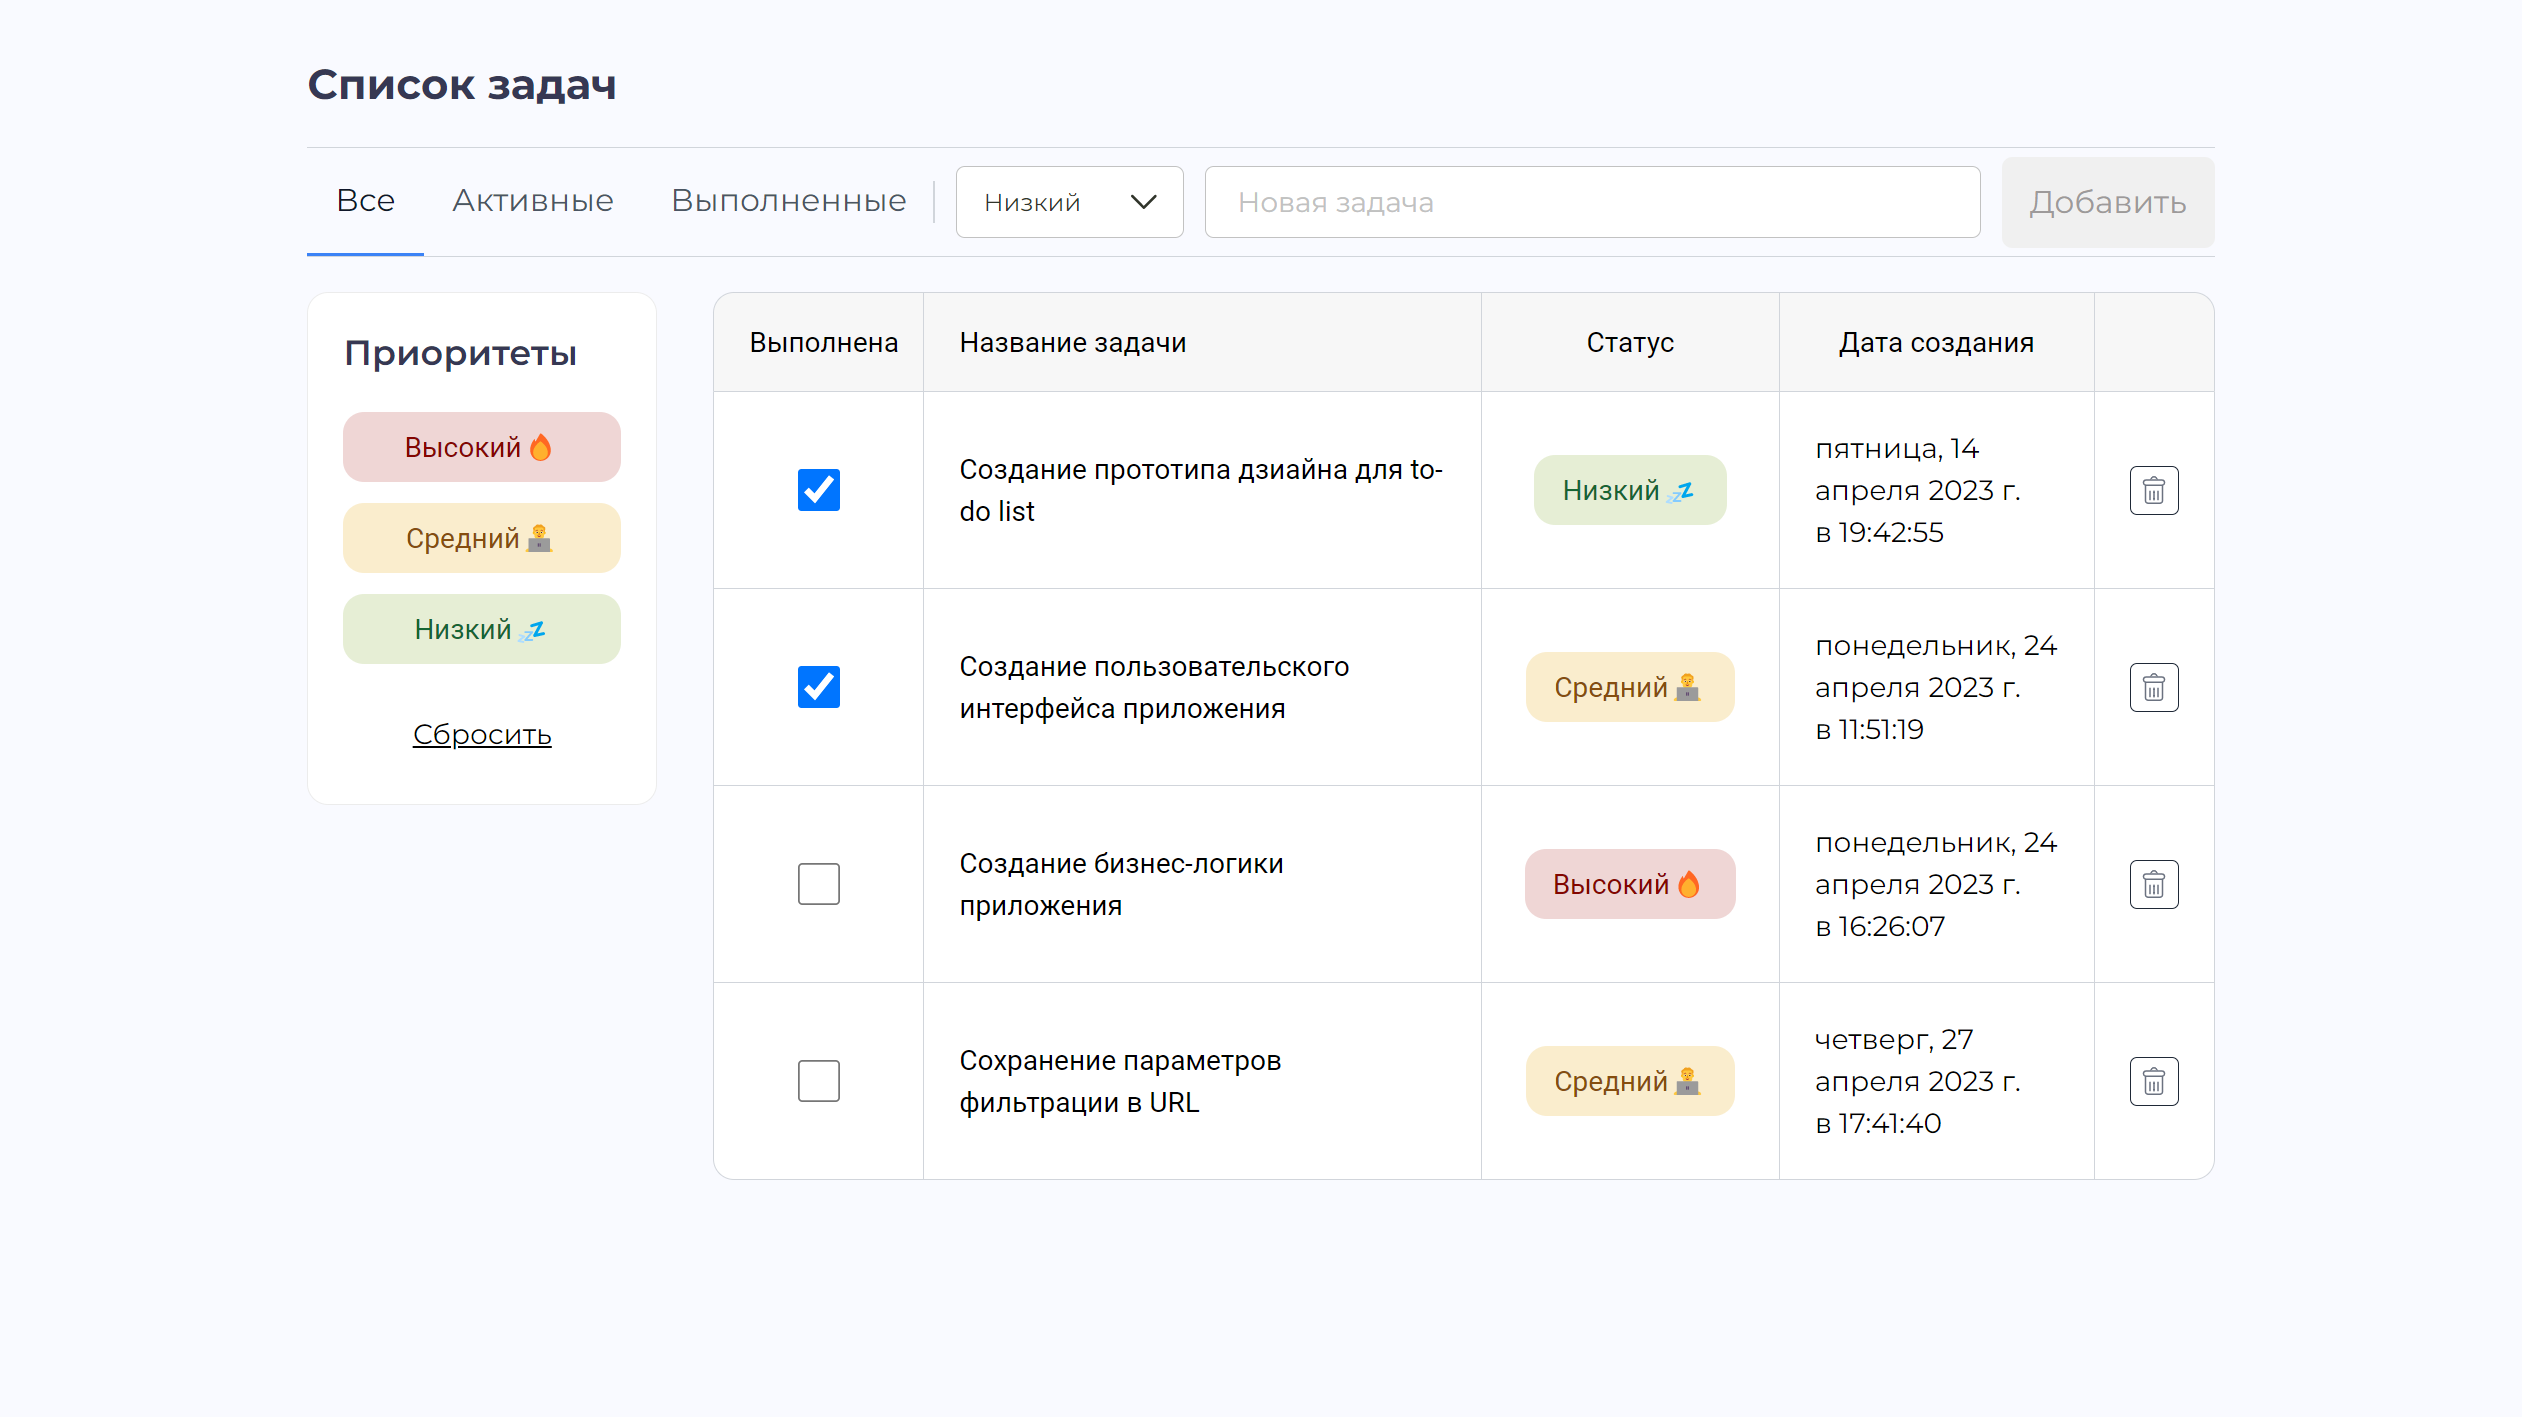 Список задач
Все
Активные
Выполненные
Низкий
Новая задача
Добавить
Приоритеты
Высокий 🔥
Средний 🧑‍💻
Низкий 💤
Сбросить
Выполнена
Название задачи
Статус
Дата создания
Создание прототипа дзиайна для to-
do list
Низкий 💤
пятница, 14
апреля 2023 г.
в 19:42:55
Создание пользовательского
интерфейса приложения
Средний 🧑‍💻
понедельник, 24
апреля 2023 г.
в 11:51:19
Создание бизнес-логики
приложения
Высокий 🔥
понедельник, 24
апреля 2023 г.
в 16:26:07
Сохранение параметров
фильтрации в URL
Средний 🧑‍💻
четверг, 27
апреля 2023 г.
в 17:41:40